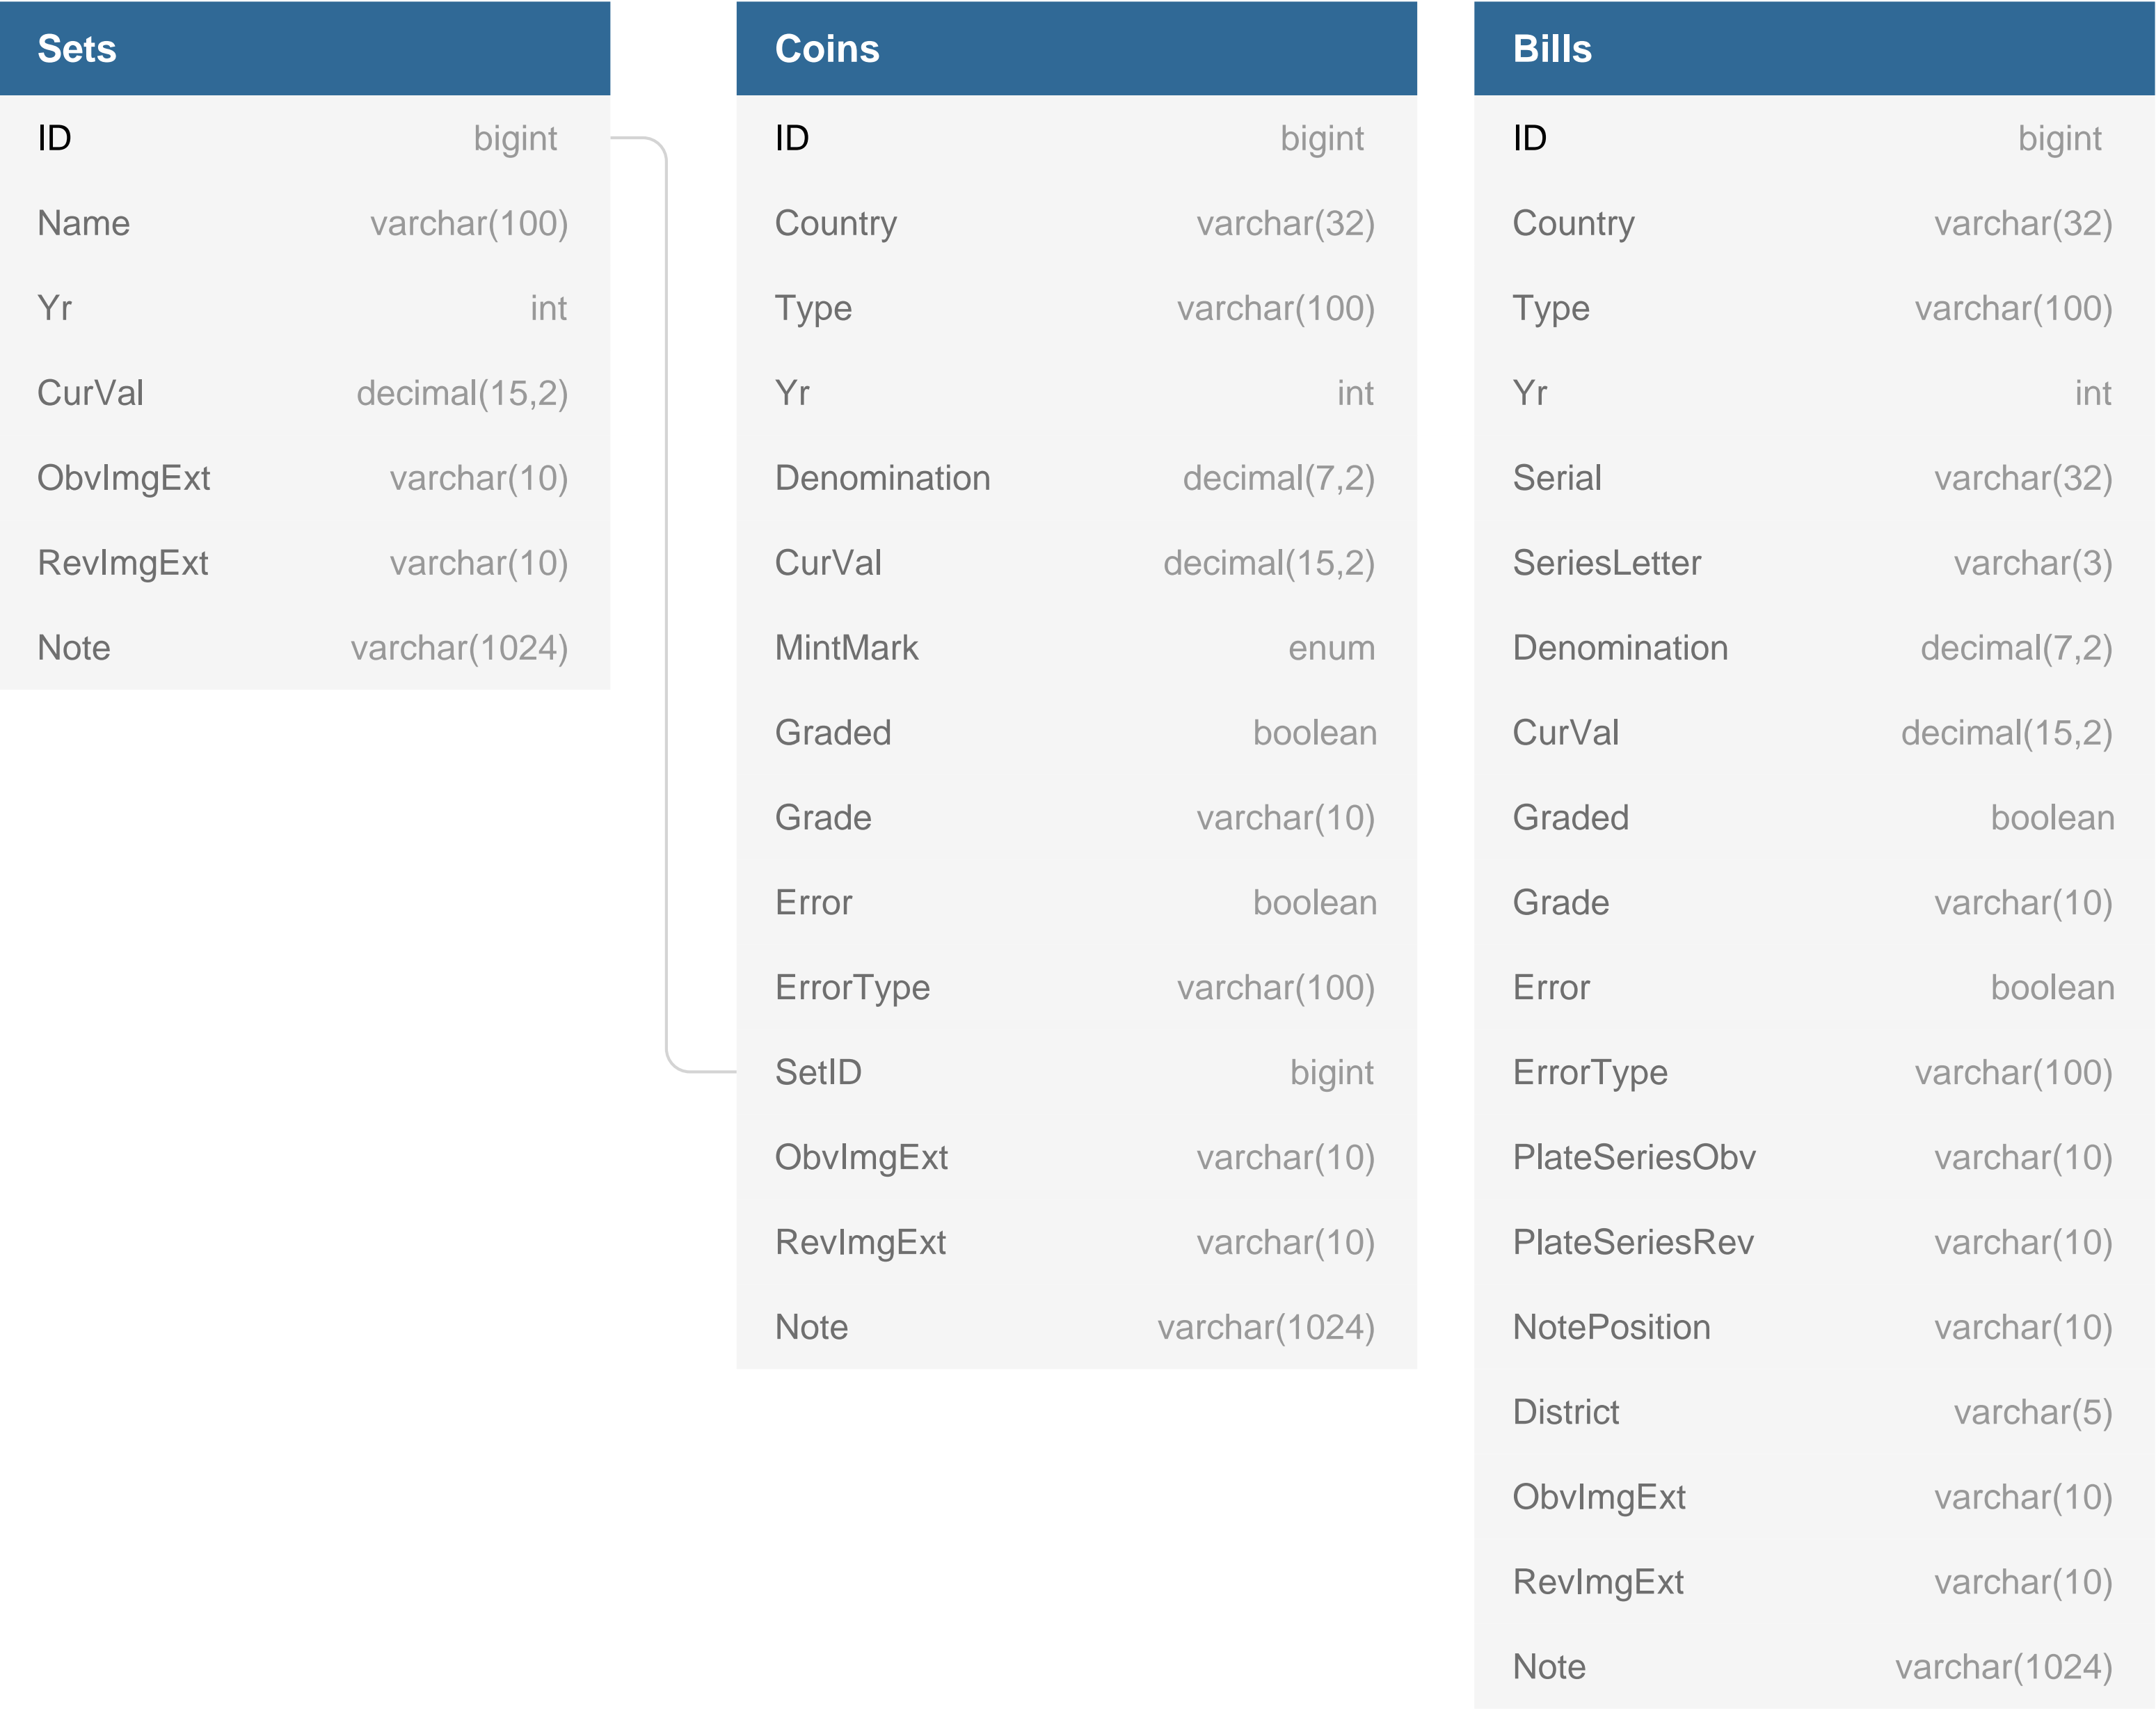 Sets
ID bigint
Name varchar(100)
Yr int
CurVal decimal(15,2)
ObvImgExt varchar(10)
RevImgExt varchar(10)
Note varchar(1024)
Coins
ID bigint
Country varchar(32)
Type varchar(100)
Yr int
Denomination decimal(7,2)
CurVal decimal(15,2)
MintMark enum
Graded boolean
Grade varchar(10)
Error boolean
ErrorType varchar(100)
SetID bigint
ObvImgExt varchar(10)
RevImgExt varchar(10)
Note varchar(1024)
Bills
ID bigint
Country varchar(32)
Type varchar(100)
Yr int
Serial varchar(32)
SeriesLetter varchar(3)
Denomination decimal(7,2)
CurVal decimal(15,2)
Graded boolean
Grade varchar(10)
Error boolean
ErrorType varchar(100)
PlateSeriesObv varchar(10)
PlateSeriesRev varchar(10)
NotePosition varchar(10)
District varchar(5)
ObvImgExt varchar(10)
RevImgExt varchar(10)
Note varchar(1024)